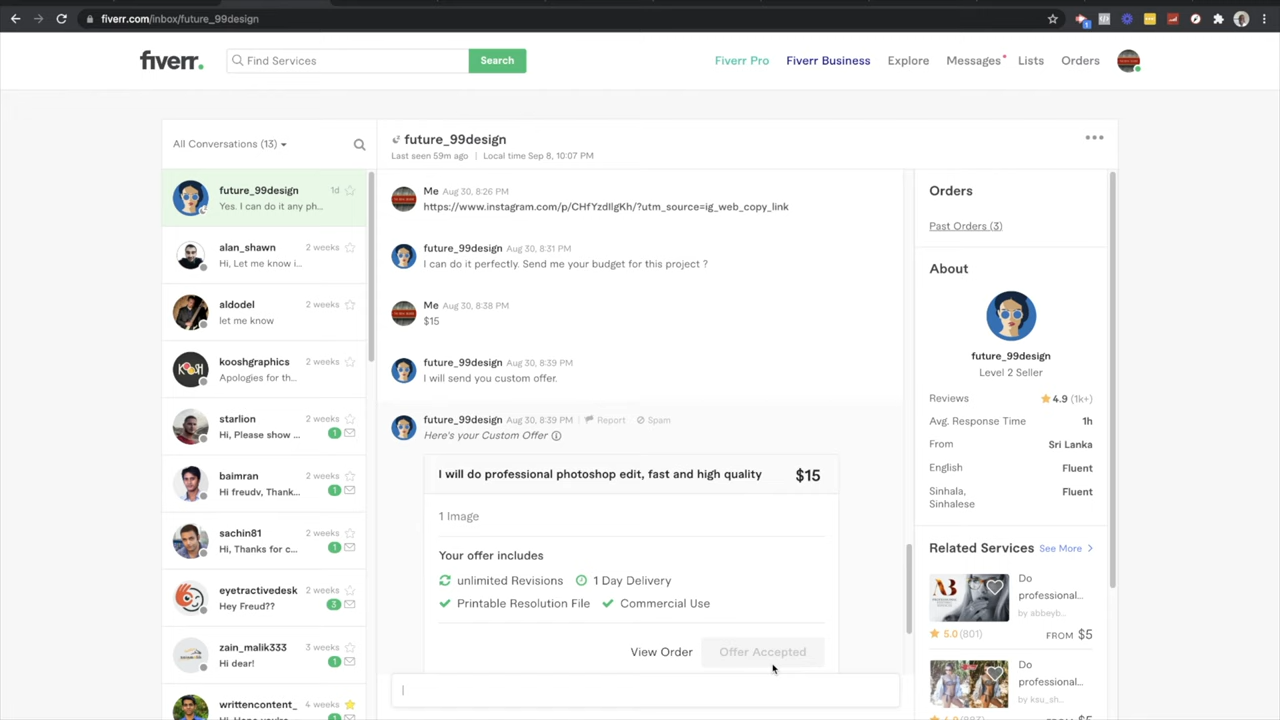 fiverr.com/inbox/future_99design
1
fiverr.
Find Services
Search
Fiverr Pro
Fiverr Business
Explore
Messages
Lists
Orders
All Conversations (13)
future_99design
1d
Yes. I can do it any ph...
alan_shawn
2 weeks
Hi, Let me know i...
aldodel
2 weeks
let me know
kooshgraphics
2 weeks
Apologies for th...
starlion
2 weeks
Hi, Please show ...
1
baimran
2 weeks
Hi freudv, Thank...
1
sachin81
2 weeks
Hi, Thanks for c...
1
eyetractivedesk
2 weeks
Hey Freud??
3
zain_malik333
3 weeks
Hi dear!
1
writtencontent_
4 weeks
future_99design
Last seen 59m ago | Local time Sep 8, 10:07 PM
Me Aug 30, 8:26 PM
https://www.instagram.com/p/CHfYzdIlgKh/?utm_source=ig_web_copy_link
future_99design Aug 30, 8:31 PM
I can do it perfectly. Send me your budget for this project ?
Me Aug 30, 8:38 PM
$15
future_99design Aug 30, 8:39 PM
I will send you custom offer.
future_99design Aug 30, 8:39 PM | Report Spam
Here's your Custom Offer
I will do professional photoshop edit, fast and high quality
$15
1 Image
Your offer includes
unlimited Revisions
1 Day Delivery
Printable Resolution File
Commercial Use
View Order
Offer Accepted
Orders
Past Orders (3)
About
future_99design
Level 2 Seller
Reviews
4.9 (1k+)
Avg. Response Time
1h
From
Sri Lanka
English
Fluent
Sinhala,
Sinhalese
Fluent
Related Services
See More
Do
professional...
by abbeyb...
5.0 (801)
FROM $5
Do
professional...
by ksu_sh...